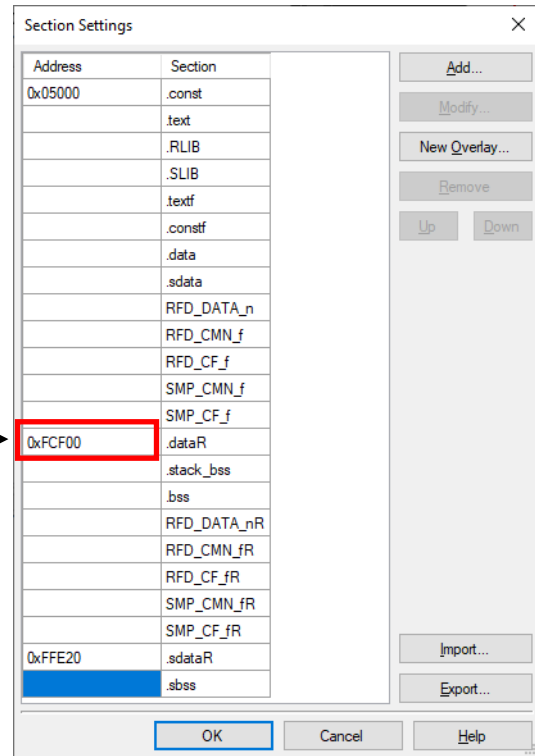 Section Settings
Address Section
0x05000 .const
.text
.RLIB
.SLIB
.textf
.constf
.data
.sdata
RFD_DATA_n
RFD_CMN_f
RFD_CF_f
SMP_CMN_f
SMP_CF_f
0xFCF00 .dataR
.stack_bss
.bss
RFD_DATA_nR
RFD_CMN_fR
RFD_CF_fR
SMP_CMN_fR
SMP_CF_fR
0xFFE20 .sdataR
.sbss
Add...
Modify...
New Overlay...
Remove
Up Down
Import...
Export...
OK Cancel Help